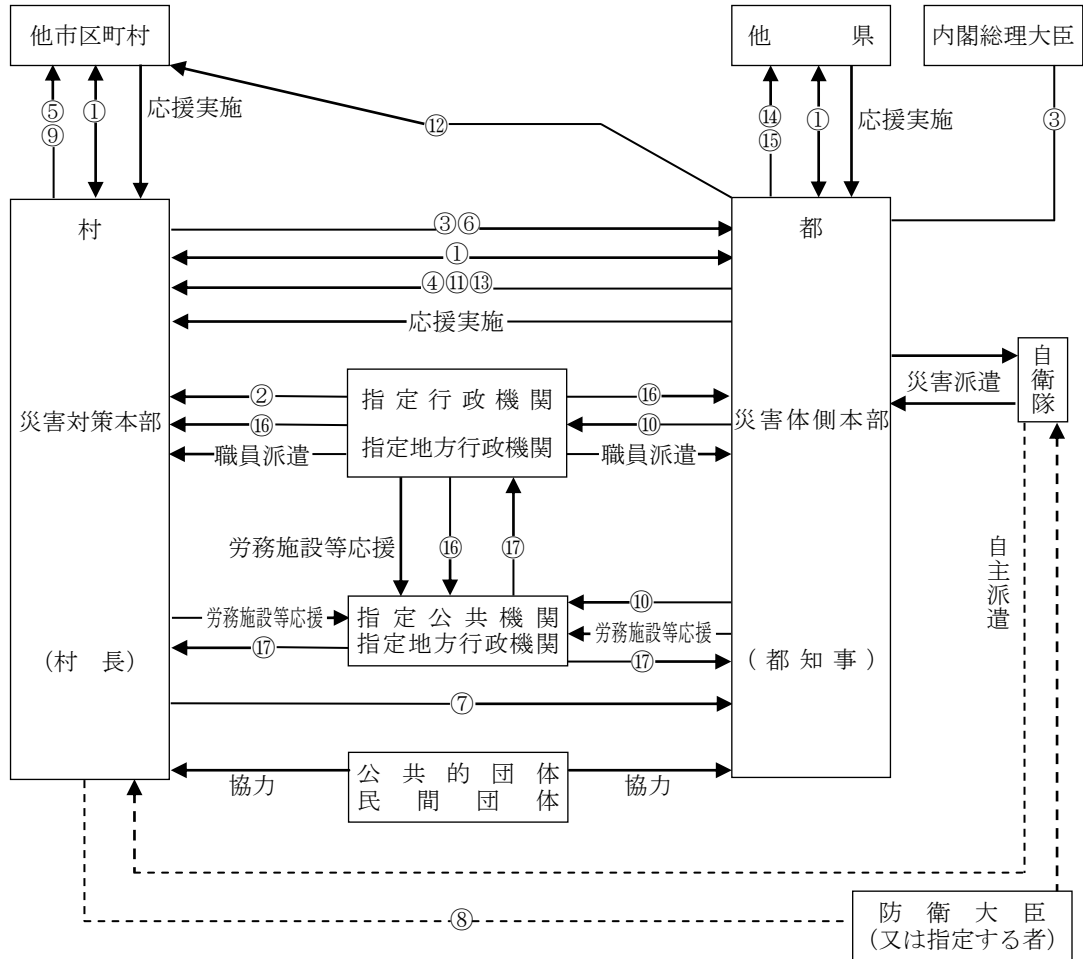 他市区町村
他 県
内閣総理大臣
⑤
⑨
①
応援実施
⑫
⑭
⑮
①
応援実施
③
村
都
③⑥
①
④⑪⑬
応援実施
自衛隊
災害派遣
②
指定行政機関
⑯
災害対策本部
⑯
⑩
災害体側本部
指定地方行政機関
職員派遣
職員派遣
労務施設等応援
⑯
⑰
自主派遣
⑩
労務施設等応援
指定公共機関
労務施設等応援
指定地方行政機関
(村 長)
⑰
⑰
(都知事)
⑦
公共的団体
協力
民間団体
協力
⑧
防衛大臣
(又は指定する者)